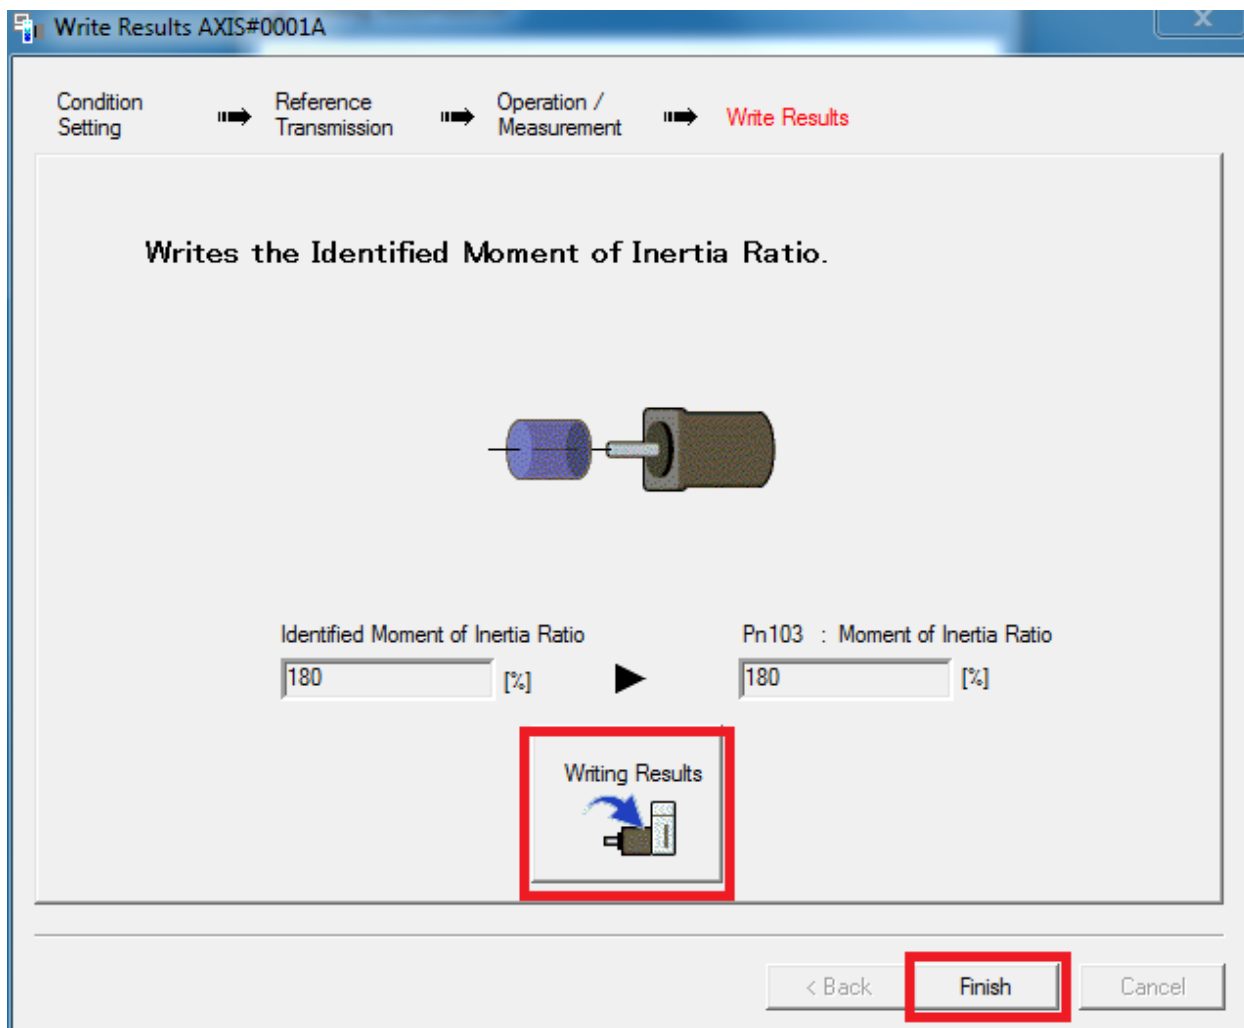 Write Results AXIS#0001A
X
Condition
Setting
Reference
Transmission
Operation /
Measurement
Write Results
Writes the Identified Moment of Inertia Ratio.
Identified Moment of Inertia Ratio
Pn103 : Moment of Inertia Ratio
180 [%]
180 [%]
Writing Results
< Back
Finish
Cancel